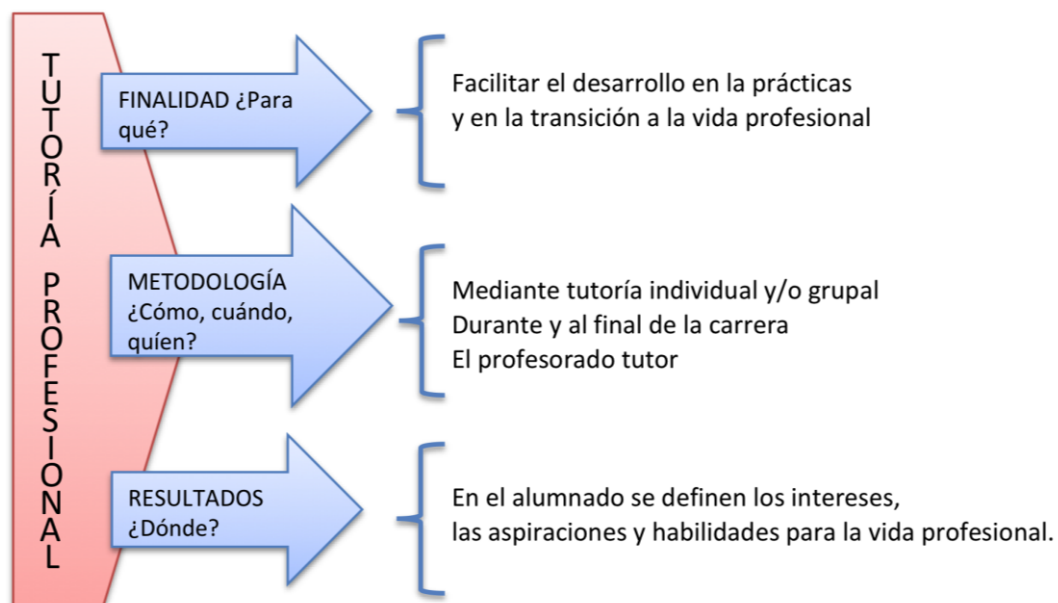 TUTORÍA PROFESIONAL
FINALIDAD ¿Para
qué?
Facilitar el desarrollo en la prácticas
y en la transición a la vida profesional
METODOLOGÍA
¿Cómo, cuándo,
quíen?
Mediante tutoría individual y/o grupal
Durante y al final de la carrera
El profesorado tutor
RESULTADOS
¿Dónde?
En el alumnado se definen los intereses,
las aspiraciones y habilidades para la vida profesional.